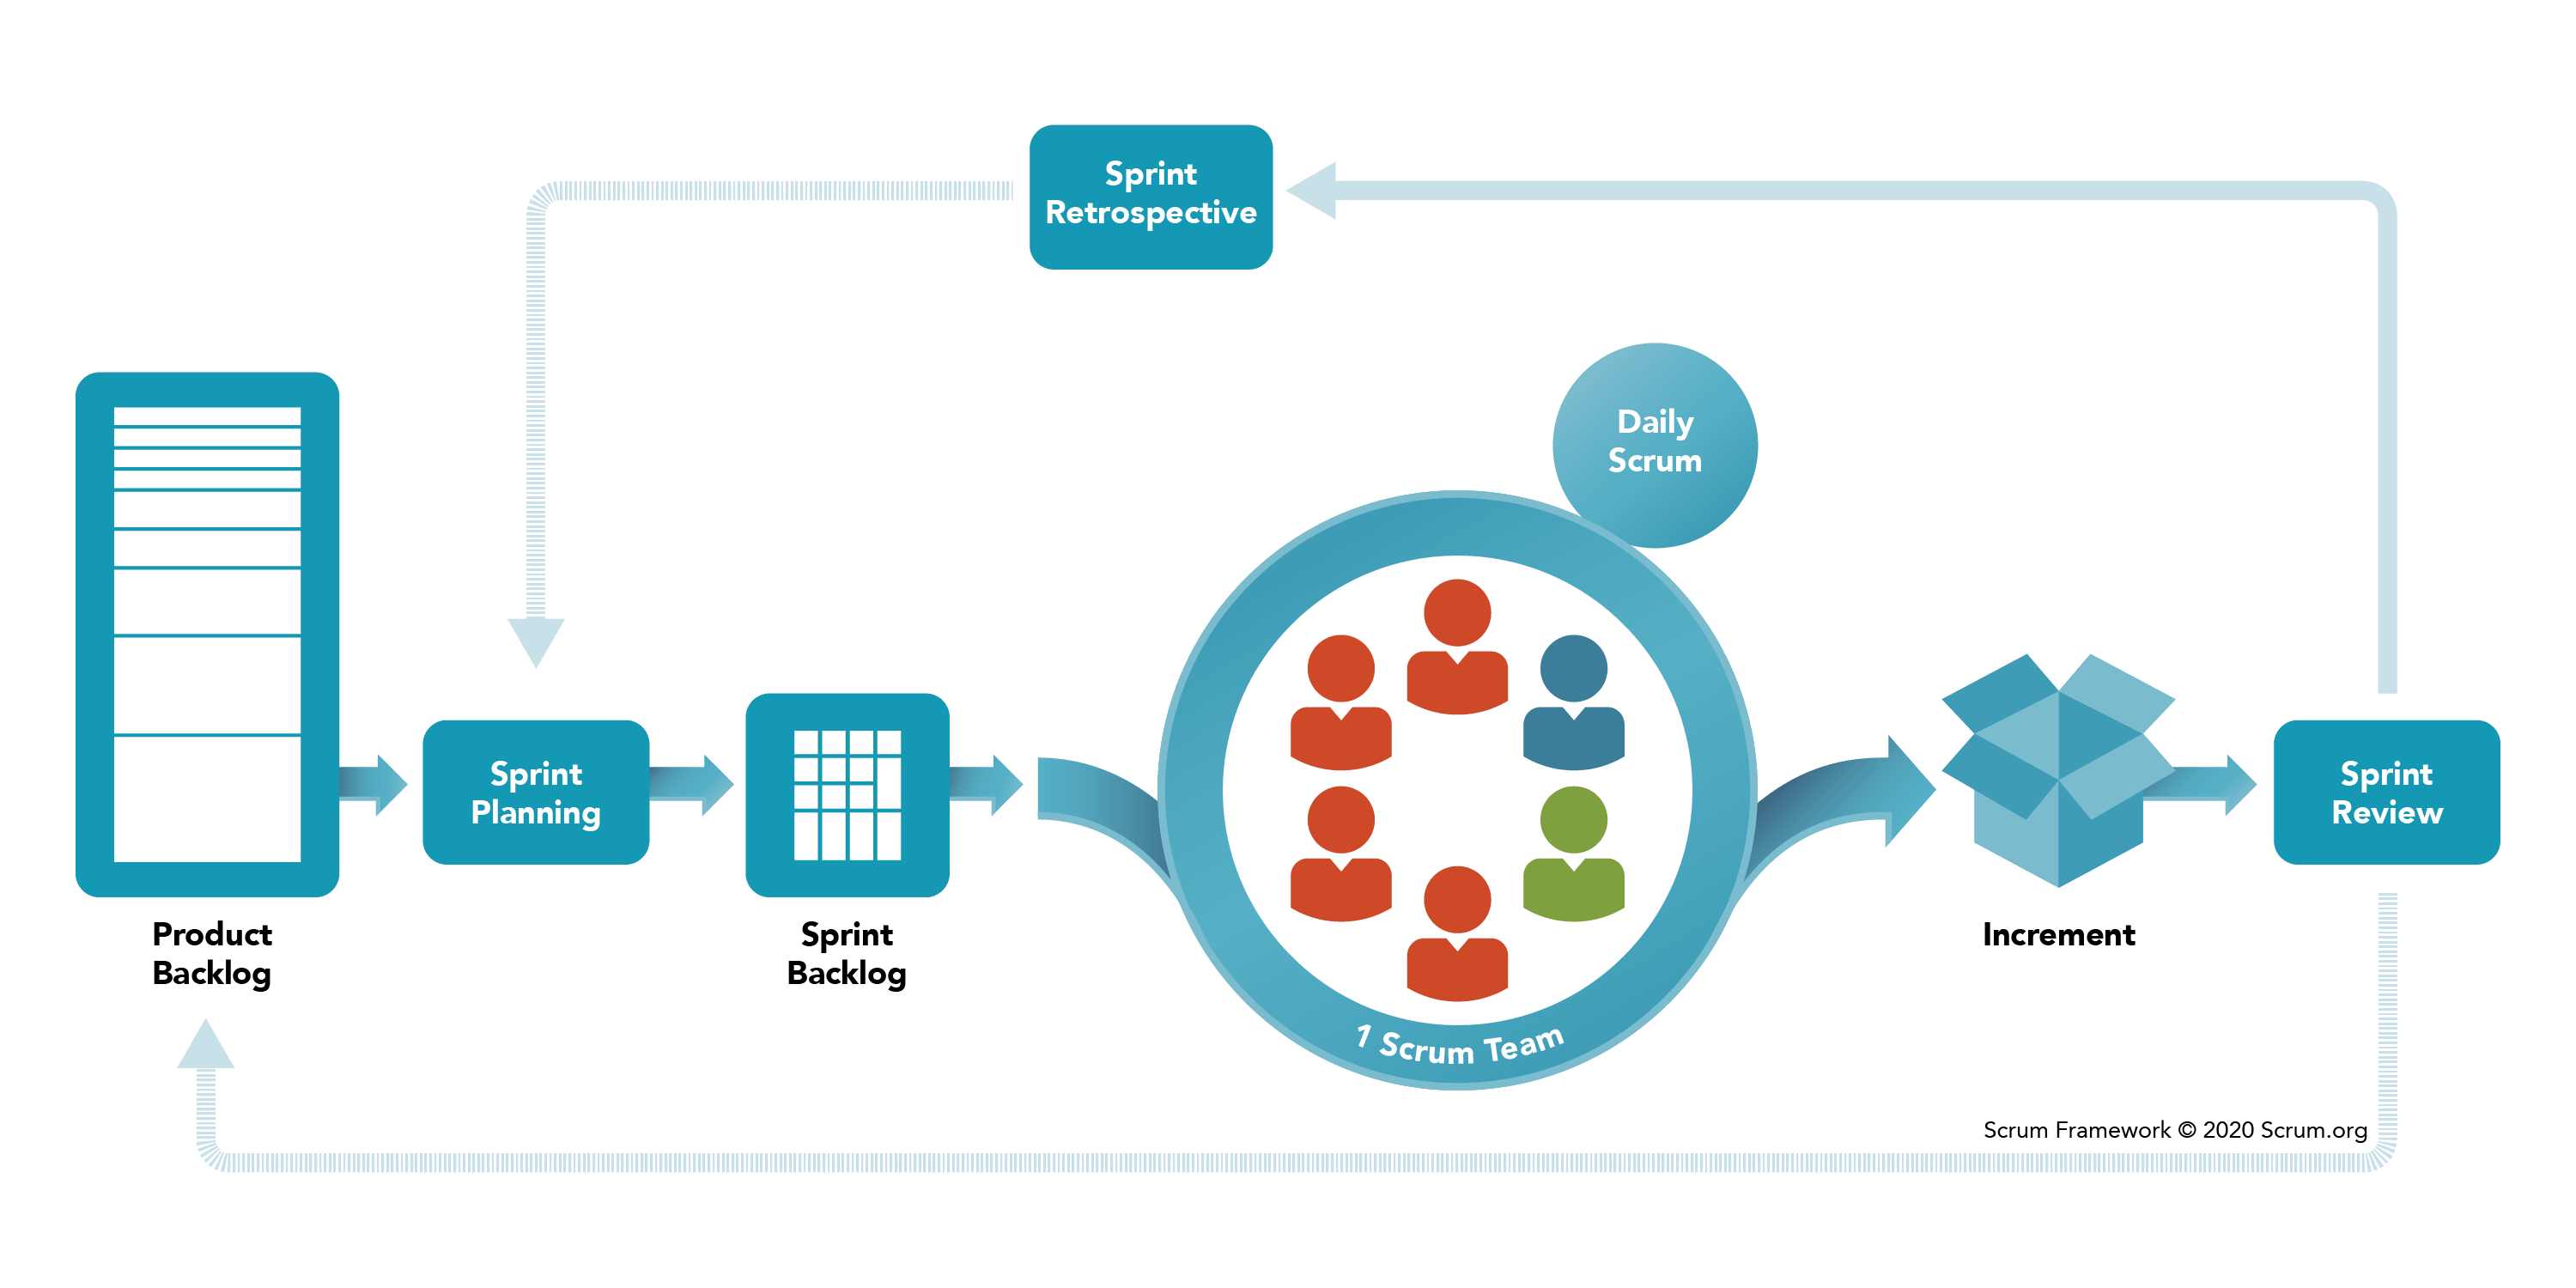 Sprint
Retrospective
Daily
Scrum
Sprint
Planning
Sprint
Review
Product
Backlog
Sprint
Backlog
Increment
1 Scrum Team
Scrum Framework © 2020 Scrum.org